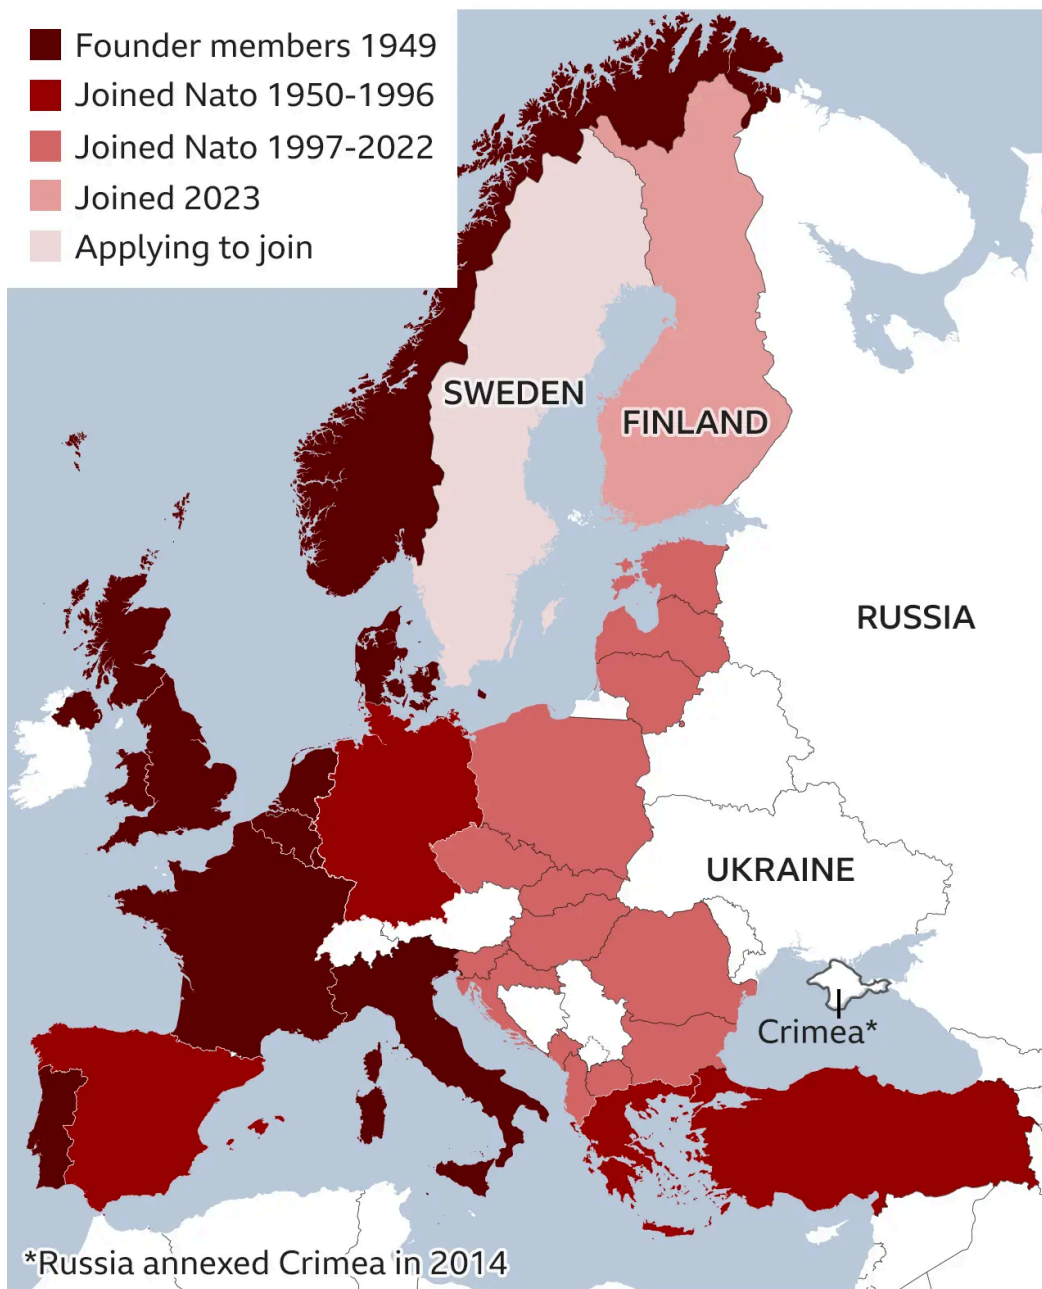 Founder members 1949
Joined Nato 1950-1996
Joined Nato 1997-2022
Joined 2023
Applying to join
SWEDEN
FINLAND
RUSSIA
UKRAINE
Crimea*
*Russia annexed Crimea in 2014